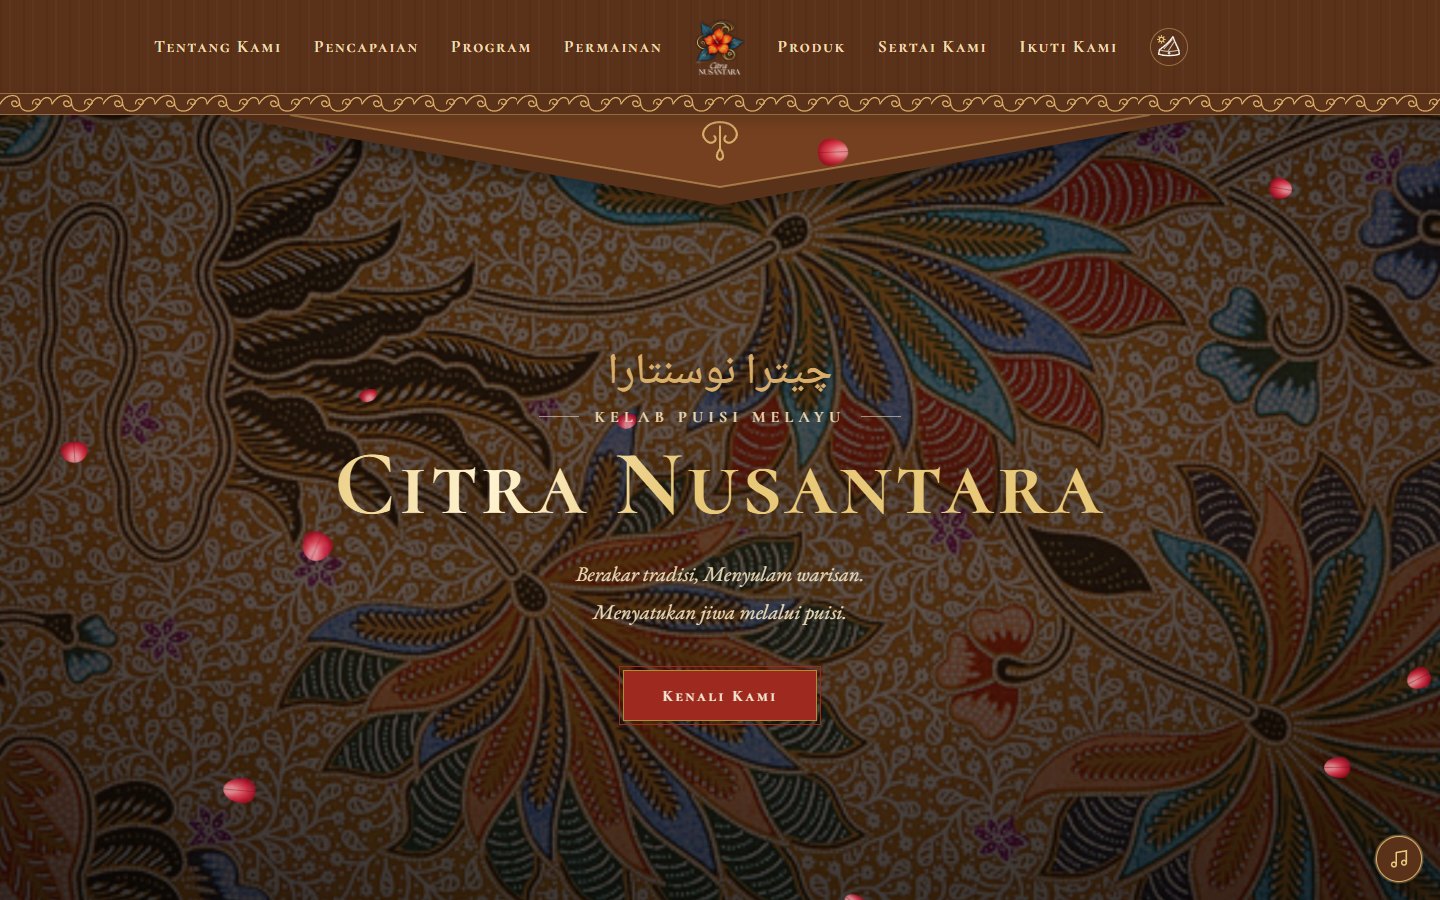 Tentang Kami
Pencapaian
Program
Permainan
Citra
NUSANTARA
Produk
Sertai Kami
Ikuti Kami
چيترا نوسنتارا
KELAB PUISI MELAYU
Citra Nusantara
Berakar tradisi, Menyulam warisan.
Menyatukan jiwa melalui puisi.
Kenali Kami